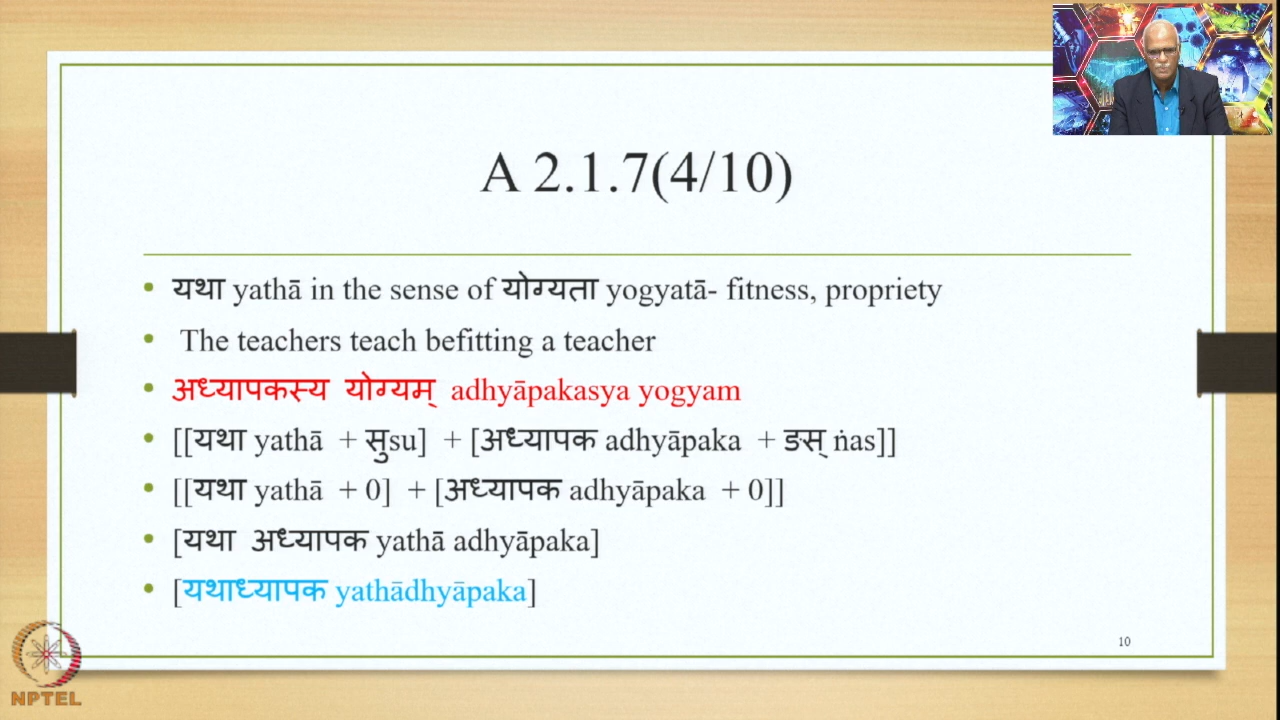 A 2.1.7(4/10)
• यथा yathā in the sense of योग्यता yogyatā- fitness, propriety
• The teachers teach befitting a teacher
• अध्यापकस्य योग्यम् adhyāpakasya yogyam
• [[यथा yathā + सुsu] + [अध्यापक adhyāpaka + ङस् ṅas]]
• [[यथा yathā + 0] + [अध्यापक adhyāpaka + 0]]
• [यथा अध्यापक yathā adhyāpaka]
• [यथाध्यापक yathādhyāpaka]
10
NPTEL